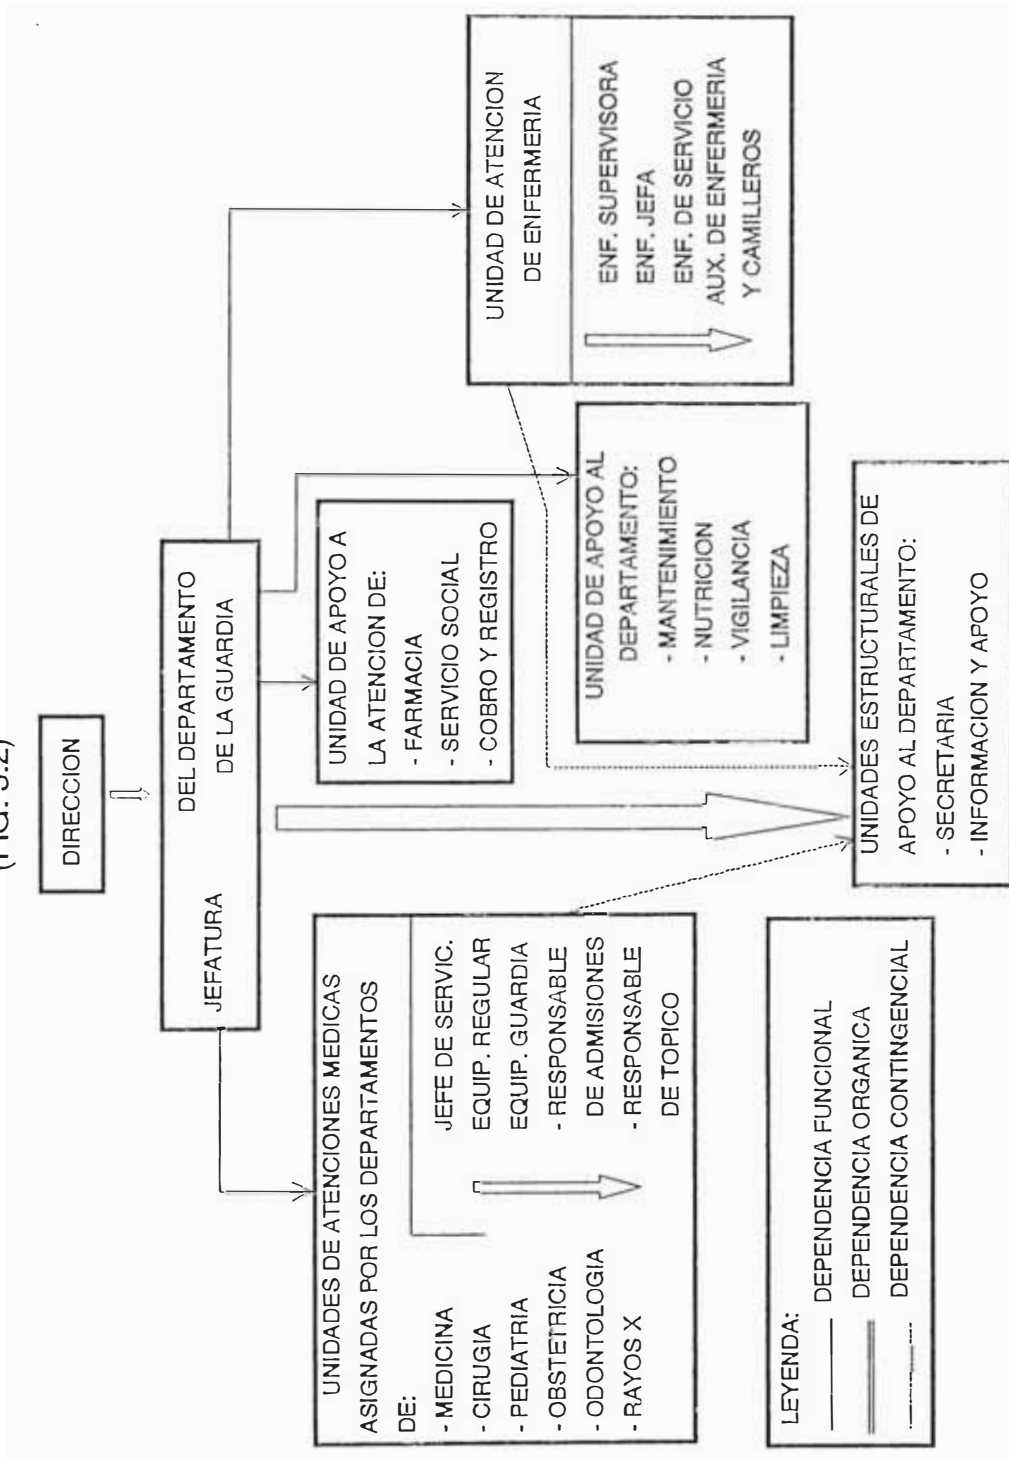 (FIG. 5.2)
DIRECCION
JEFATURA DEL DEPARTAMENTO
DE LA GUARDIA
UNIDADES DE ATENCIONES MEDICAS
ASIGNADAS POR LOS DEPARTAMENTOS
DE:
- MEDICINA
- CIRUGIA
- PEDIATRIA
- OBSTETRICIA
- ODONTOLOGIA
- RAYOS X
JEFE DE SERVIC.
EQUIP. REGULAR
EQUIP. GUARDIA
- RESPONSABLE
DE ADMISIONES
- RESPONSABLE
DE TOPICO
UNIDAD DE APOYO A
LA ATENCION DE:
- FARMACIA
- SERVICIO SOCIAL
- COBRO Y REGISTRO
UNIDAD DE APOYO AL
DEPARTAMENTO:
- MANTENIMIENTO
- NUTRICION
- VIGILANCIA
- LIMPIEZA
UNIDAD DE ATENCION
DE ENFERMERIA
ENF. SUPERVISORA
ENF. JEFA
ENF. DE SERVICIO
AUX. DE ENFERMERIA
Y CAMILLEROS
UNIDADES ESTRUCTURALES DE
APOYO AL DEPARTAMENTO:
- SECRETARIA
- INFORMACION Y APOYO
LEYENDA:
DEPENDENCIA FUNCIONAL
DEPENDENCIA ORGANICA
DEPENDENCIA CONTINGENCIAL